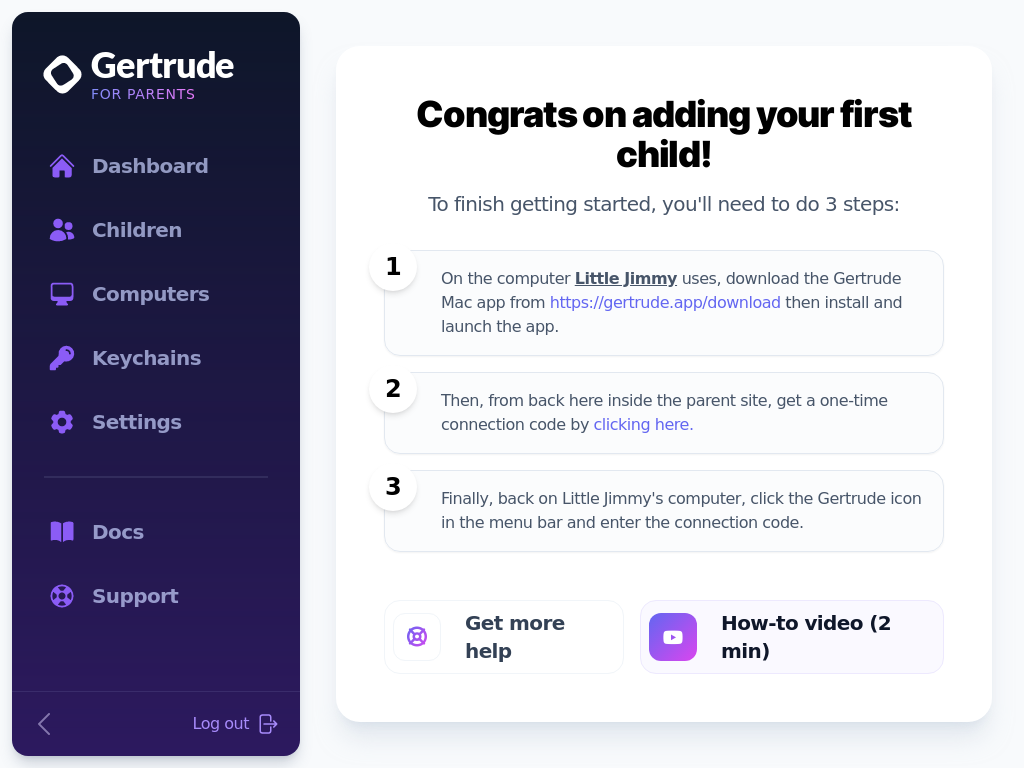 Gertrude
FOR PARENTS
Dashboard
Children
Computers
Keychains
Settings
Docs
Support
Log out
Congrats on adding your first
child!
To finish getting started, you'll need to do 3 steps:
1
On the computer Little Jimmy uses, download the Gertrude
Mac app from https://gertrude.app/download then install and
launch the app.
2
Then, from back here inside the parent site, get a one-time
connection code by clicking here.
3
Finally, back on Little Jimmy's computer, click the Gertrude icon
in the menu bar and enter the connection code.
Get more
help
How-to video (2
min)